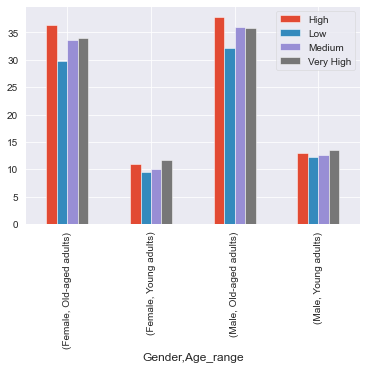 High
Low
Medium
Very High
35
30
25
20
15
10
5
0
(Female, Old-aged adults)
(Female, Young adults)
(Male, Old-aged adults)
(Male, Young adults)
Gender,Age_range